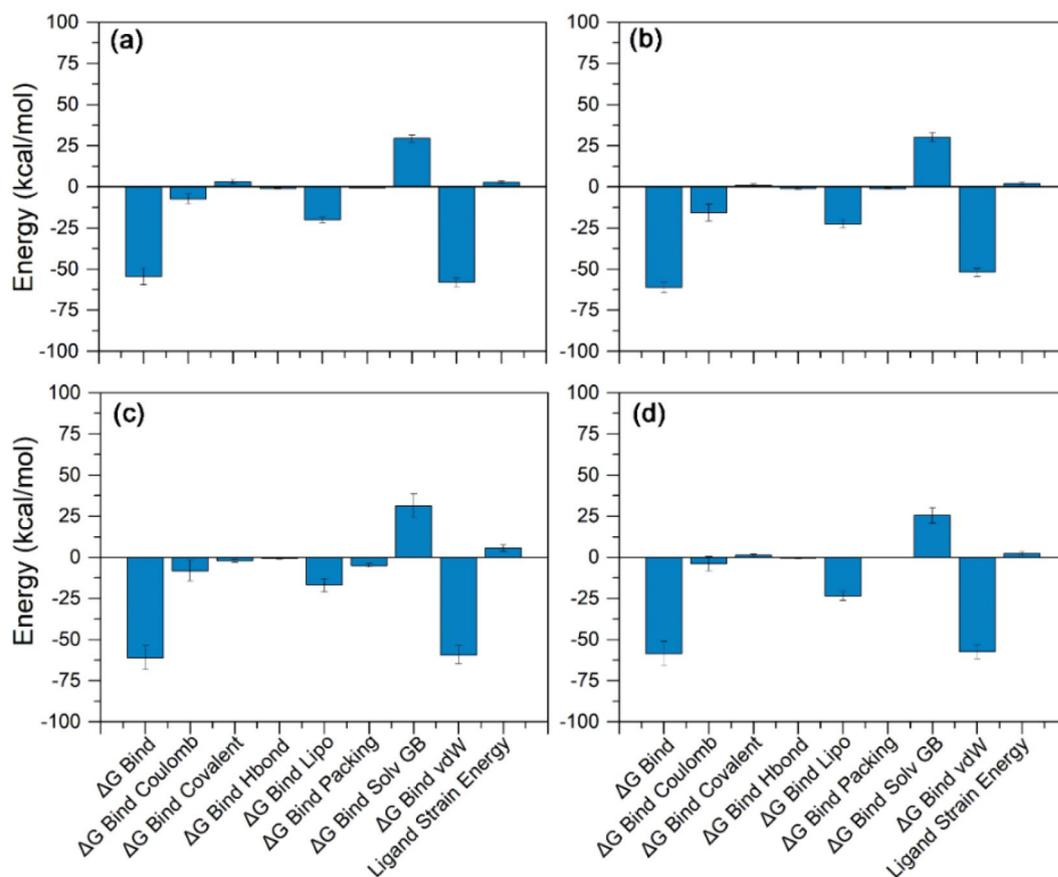 (a)
Energy (kcal/mol)
100
75
50
25
0
-25
-50
-75
-100
(b)
100
75
50
25
0
-25
-50
-75
-100
(c)
Energy (kcal/mol)
100
75
50
25
0
-25
-50
-75
-100
ΔG Bind
ΔG Bind Coulomb
ΔG Bind Covalent
ΔG Bind Hbond
ΔG Bind Lipo
ΔG Bind Packing
ΔG Bind Solv GB
ΔG Bind vdW
Ligand Strain Energy
(d)
100
75
50
25
0
-25
-50
-75
-100
ΔG Bind
ΔG Bind Coulomb
ΔG Bind Covalent
ΔG Bind Hbond
ΔG Bind Lipo
ΔG Bind Packing
ΔG Bind Solv GB
ΔG Bind vdW
Ligand Strain Energy